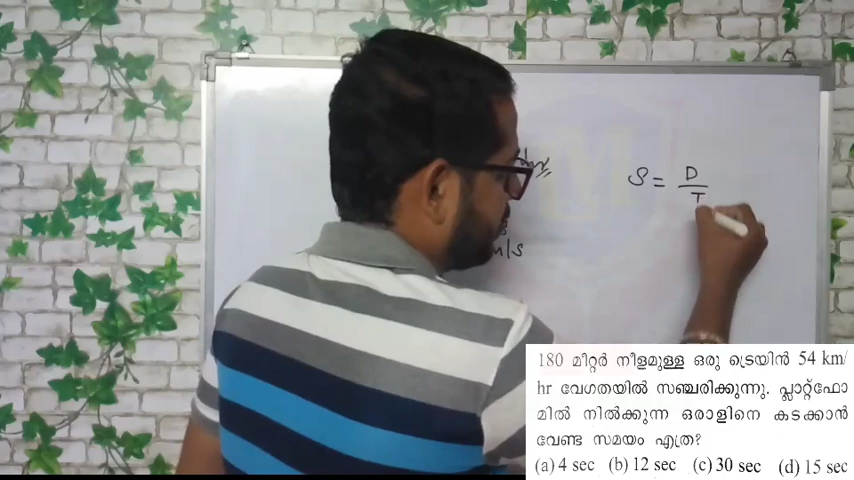 S = D
T
m/s
180 മീറ്റർ നീളമുള്ള ഒരു ട്രെയിൻ 54 km/
hr വേഗതയിൽ സഞ്ചരിക്കുന്നു. പ്ലാറ്റ്ഫോ
മിൽ നിൽക്കുന്ന ഒരാളിനെ കടക്കാൻ
വേണ്ട സമയം എത്ര?
(a) 4 sec (b) 12 sec (c) 30 sec (d) 15 sec